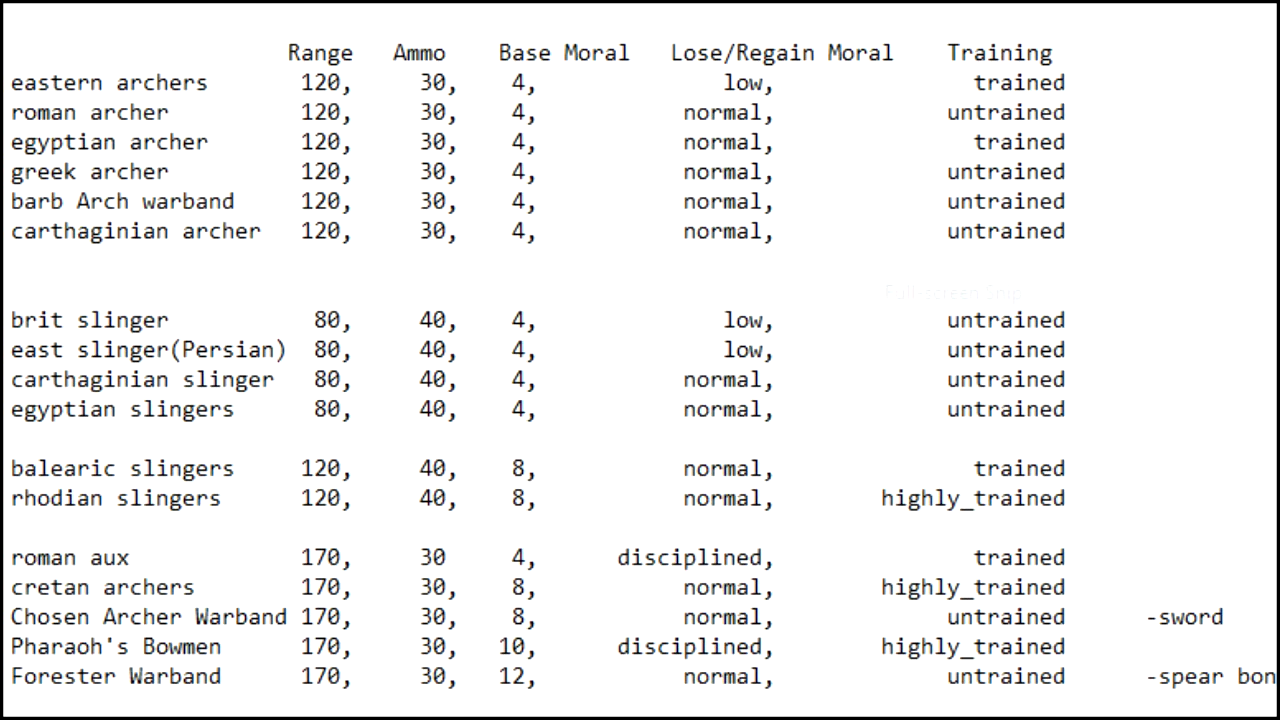 Range Ammo Base Moral Lose/Regain Moral Training
eastern archers 120, 30, 4, low, trained
roman archer 120, 30, 4, normal, untrained
egyptian archer 120, 30, 4, normal, trained
greek archer 120, 30, 4, normal, untrained
barb Arch warband 120, 30, 4, normal, untrained
carthaginian archer 120, 30, 4, normal, untrained
Full-screen Snip
brit slinger 80, 40, 4, low, untrained
east slinger(Persian) 80, 40, 4, low, untrained
carthaginian slinger 80, 40, 4, normal, untrained
egyptian slingers 80, 40, 4, normal, untrained
balearic slingers 120, 40, 8, normal, trained
rhodian slingers 120, 40, 8, normal, highly_trained
roman aux 170, 30 4, disciplined, trained
cretan archers 170, 30, 8, normal, highly_trained
Chosen Archer Warband 170, 30, 8, normal, untrained -sword
Pharaoh's Bowmen 170, 30, 10, disciplined, highly_trained
Forester Warband 170, 30, 12, normal, untrained -spear bon